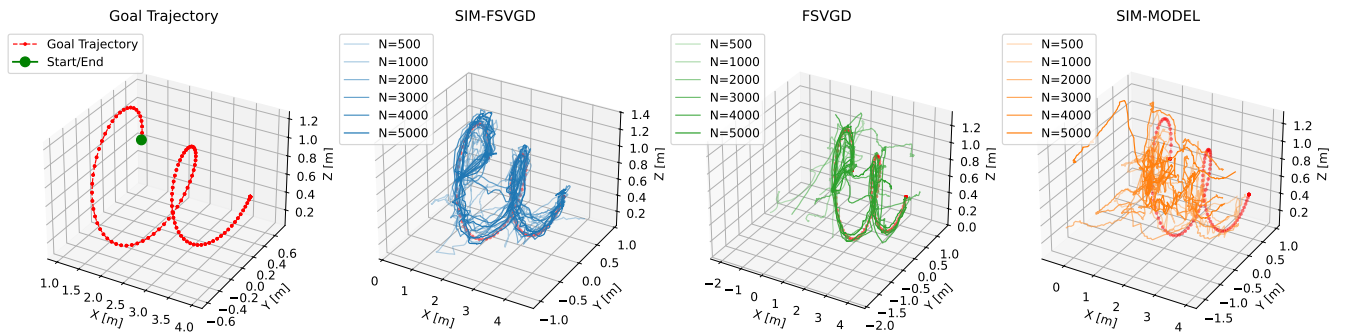 Goal Trajectory
Goal Trajectory
Start/End
1.0 1.5 2.0 2.5 3.0 3.5 4.0
X [m]
−0.6 −0.4 −0.2 0.0 0.2 0.4 0.6
Y [m]
0.2 0.4 0.6 0.8 1.0 1.2
Z [m]
SIM-FSVGD
N=500
N=1000
N=2000
N=3000
N=4000
N=5000
0 1 2 3 4
X [m]
−1.0 −0.5 0.0 0.5 1.0
Y [m]
0.2 0.4 0.6 0.8 1.0 1.2 1.4
Z [m]
FSVGD
N=500
N=1000
N=2000
N=3000
N=4000
N=5000
−2 −1 0 1 2 3 4
X [m]
−2.0 −1.5 −1.0 −0.5 0.0 0.5 1.0
Y [m]
0.0 0.2 0.4 0.6 0.8 1.0 1.2
Z [m]
SIM-MODEL
N=500
N=1000
N=2000
N=3000
N=4000
N=5000
0 1 2 3 4
X [m]
−1.5 −1.0 −0.5 0.0 0.5 1.0
Y [m]
0.2 0.4 0.6 0.8 1.0 1.2
Z [m]